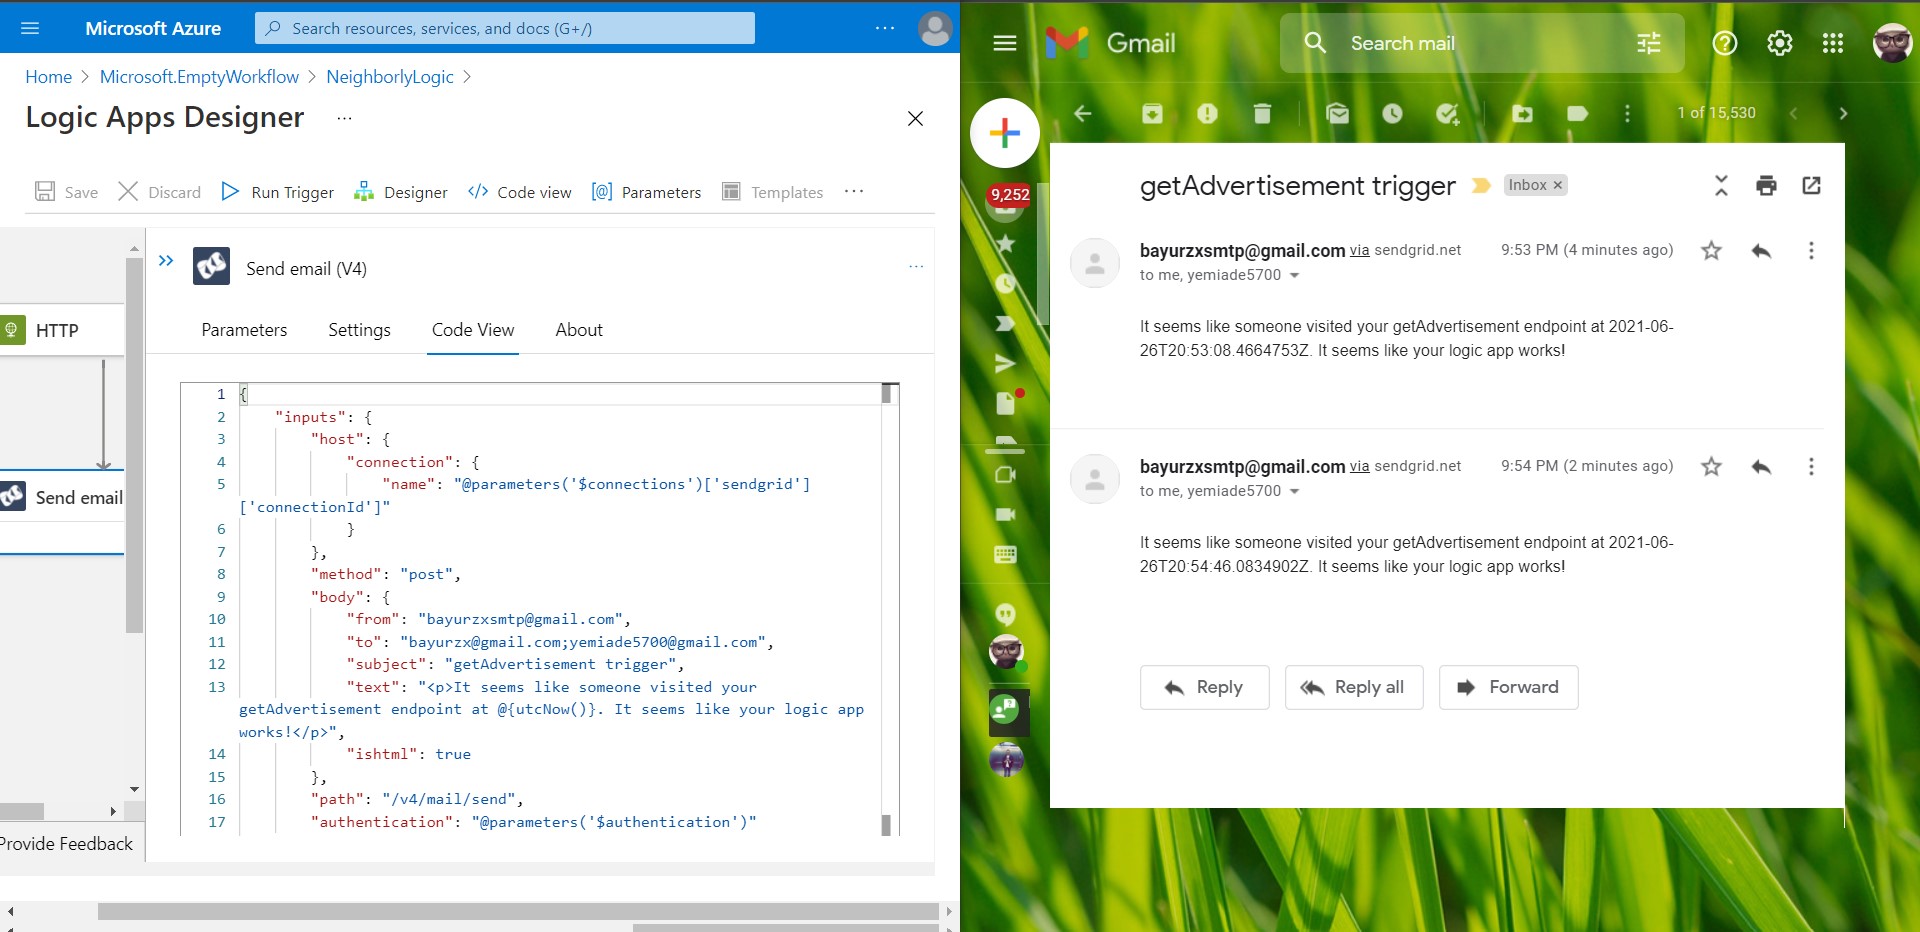 Microsoft Azure
Search resources, services, and docs (G+/)
Home > Microsoft.EmptyWorkflow > NeighborlyLogic >
Logic Apps Designer
Save
Discard
Run Trigger
Designer
Code view
Parameters
Templates
HTTP
Send email
Provide Feedback
Send email (V4)
Parameters
Settings
Code View
About
1 {
2 "inputs": {
3 "host": {
4 "connection": {
5 "name": "@parameters('$connections')['sendgrid']
['connectionId']"
6 }
7 },
8 "method": "post",
9 "body": {
10 "from": "bayurzxsmtp@gmail.com",
11 "to": "bayurzx@gmail.com;yemiade5700@gmail.com",
12 "subject": "getAdvertisement trigger",
13 "text": "<p>It seems like someone visited your
getAdvertisement endpoint at @{utcNow()}. It seems like your logic app
works!</p>",
14 "ishtml": true
15 },
16 "path": "/v4/mail/send",
17 "authentication": "@parameters('$authentication')"
Gmail
Search mail
1 of 15,530
9,252
getAdvertisement trigger
Inbox ×
bayurzxsmtp@gmail.com via sendgrid.net
9:53 PM (4 minutes ago)
to me, yemiade5700
It seems like someone visited your getAdvertisement endpoint at 2021-06-
26T20:53:08.4664753Z. It seems like your logic app works!
bayurzxsmtp@gmail.com via sendgrid.net
9:54 PM (2 minutes ago)
to me, yemiade5700
It seems like someone visited your getAdvertisement endpoint at 2021-06-
26T20:54:46.0834902Z. It seems like your logic app works!
Reply
Reply all
Forward